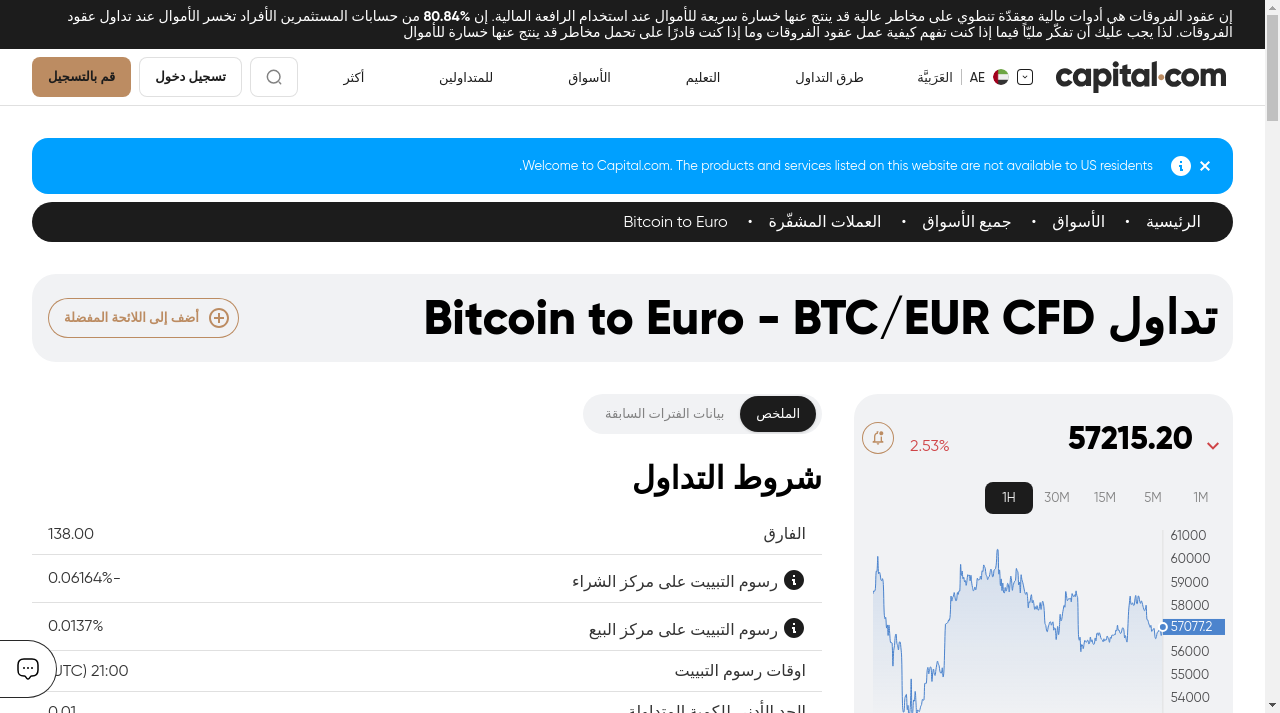 إن عقود الفروقات هي أدوات مالية معقدّة تنطوي على مخاطر عالية قد ينتج عنها خسارة سريعة للأموال عند استخدام الرافعة المالية. إن 80.84% من حسابات المستثمرين الأفراد تخسر الأموال عند تداول عقود
الفروقات. لذا يجب عليك أن تفكّر مليًّا فيما إذا كنت تفهم كيفية عمل عقود الفروقات وما إذا كنت قادرًا على تحمل مخاطر قد ينتج عنها خسارة للأموال
capital.com
AE العَرَبِيَّة
طرق التداول
التعليم
الأسواق
للمتداولين
أكثر
تسجيل دخول
قم بالتسجيل
Welcome to Capital.com. The products and services listed on this website are not available to US residents.
الرئيسية • الأسواق • جميع الأسواق • العملات المشفّرة • Bitcoin to Euro
تداول Bitcoin to Euro - BTC/EUR CFD
أضف إلى اللائحة المفضلة
57215.20
2.53%
1M 5M 15M 30M 1H
61000
60000
59000
58000
57077.2
56000
55000
54000
الملخص
بيانات الفترات السابقة
شروط التداول
الفارق 138.00
رسوم التبييت على مركز الشراء -0.06164%
رسوم التبييت على مركز البيع 0.0137%
اوقات رسوم التبييت 21:00 (UTC)
الحد الأدنى للكمية المتداولة 0.01